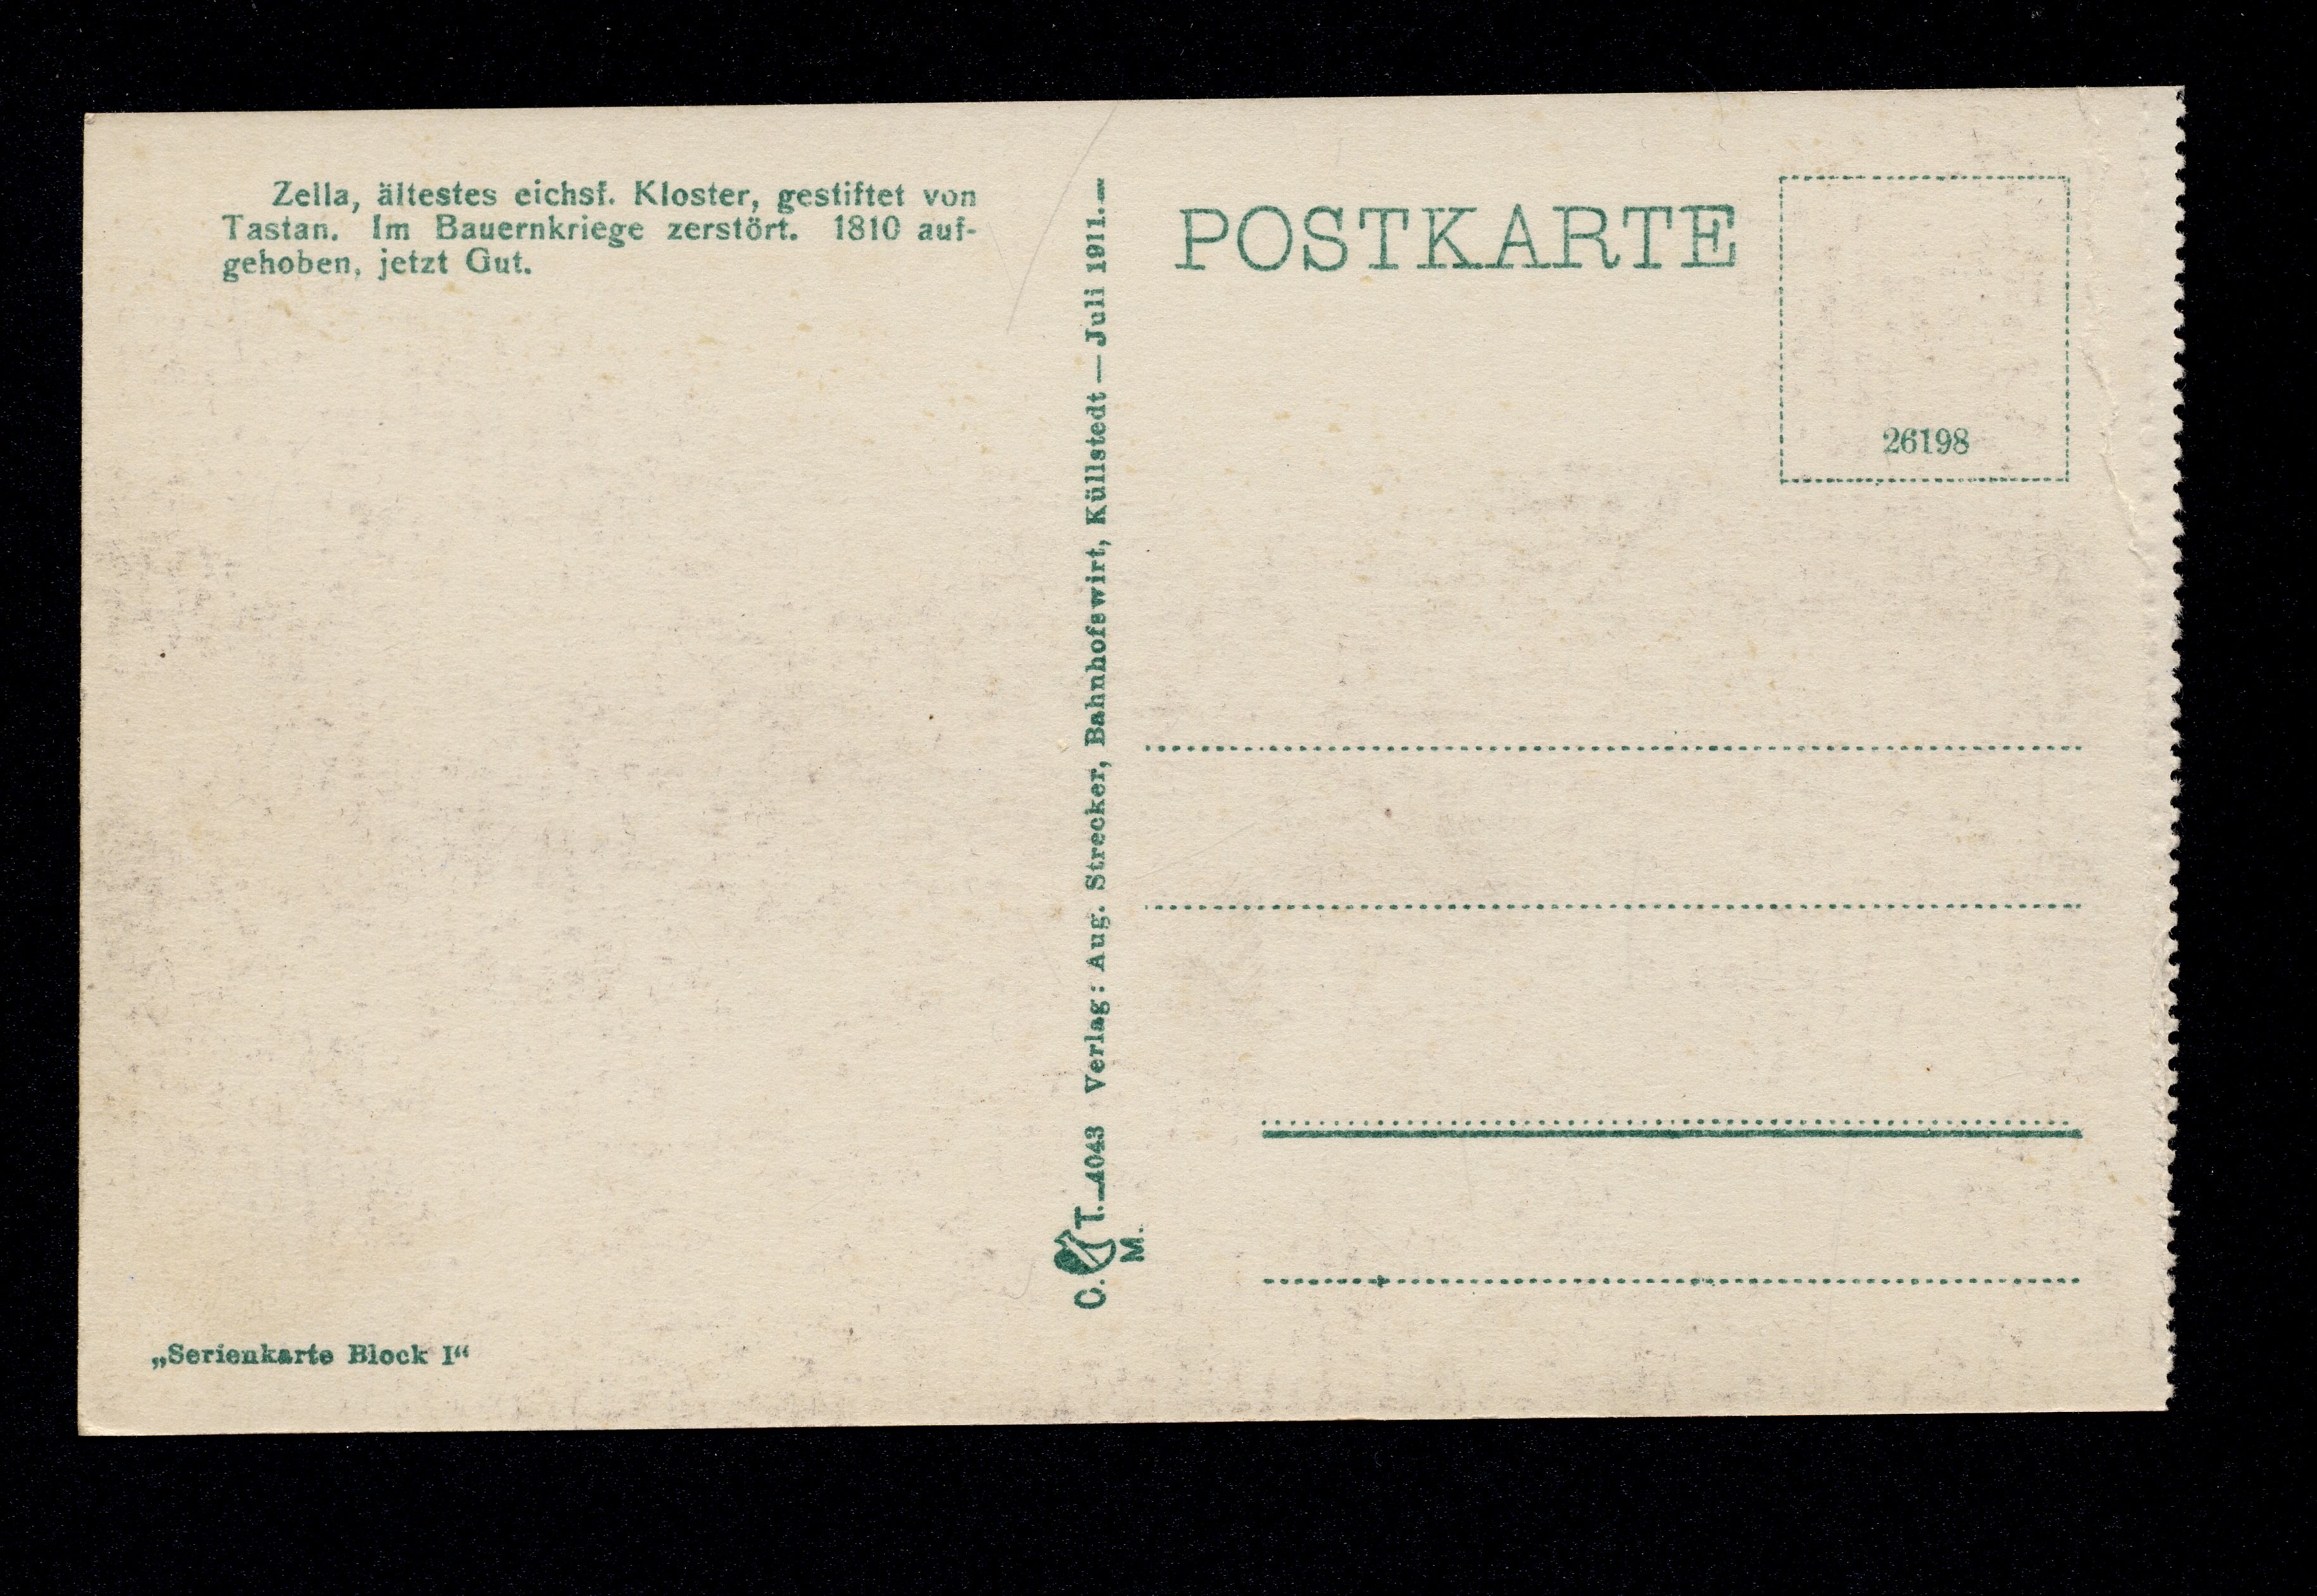 Zella, ältestes eichsf. Kloster, gestiftet von
Tastan. Im Bauernkriege zerstört. 1810 auf-
gehoben, jetzt Gut.
„Serienkarte Block I“
C. T. M. 4043 Verlag: Aug. Strecker, Bahnhofswirt, Küllstedt — Juli 1911. —
POSTKARTE
26198